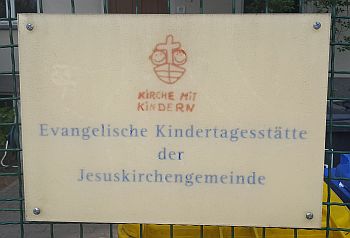 KIRCHE MIT
KINDERN
Evangelische Kindertagesstätte
der
Jesuskirchengemeinde